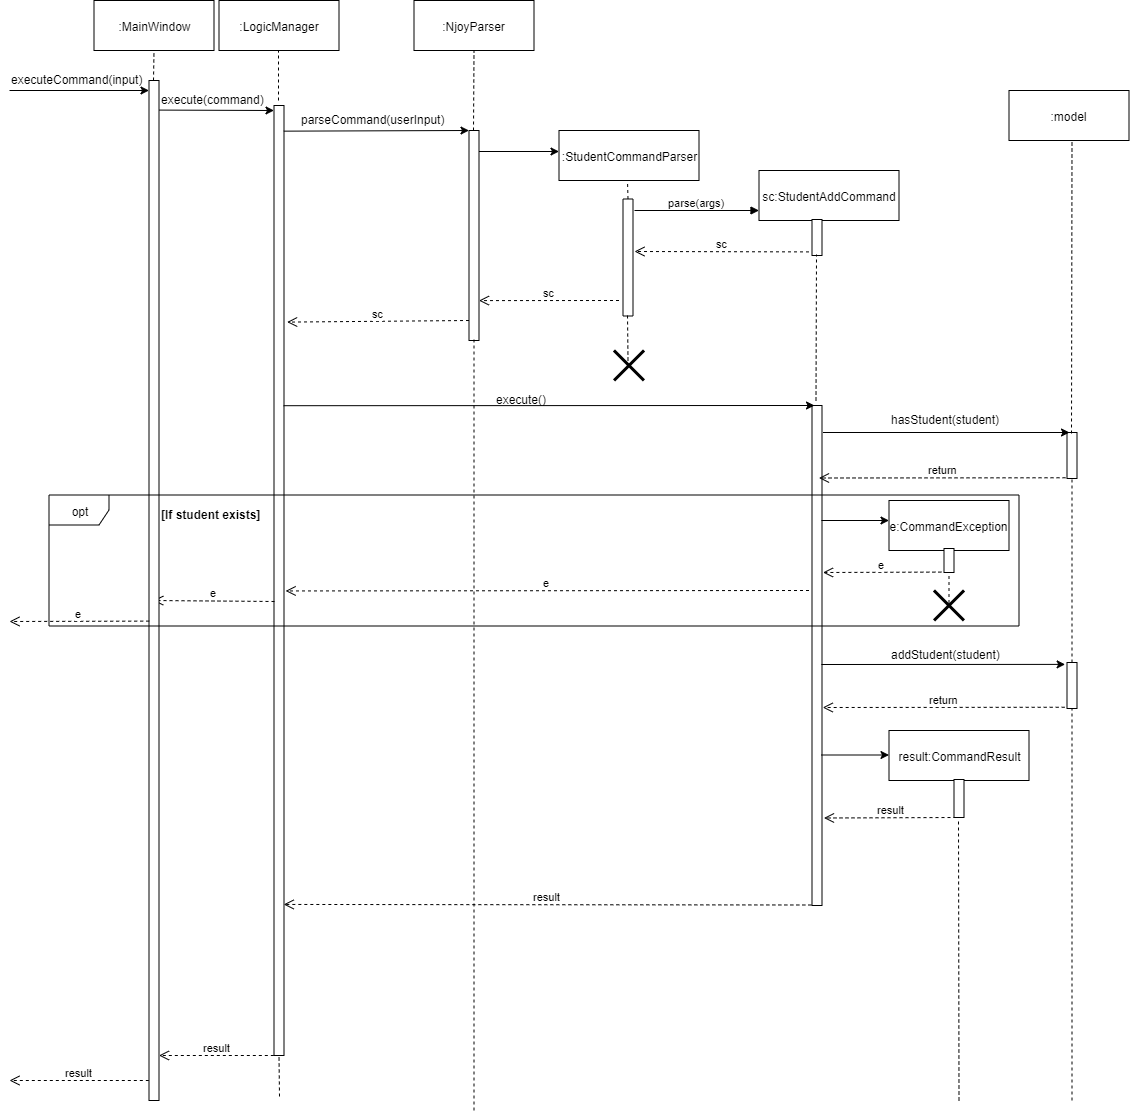 :MainWindow
:LogicManager
:NjoyParser
executeCommand(input)
execute(command)
parseCommand(userInput)
:model
:StudentCommandParser
sc:StudentAddCommand
parse(args)
sc
sc
sc
execute()
hasStudent(student)
return
opt
[If student exists]
e:CommandException
e
e
e
e
addStudent(student)
return
result:CommandResult
result
result
result
result